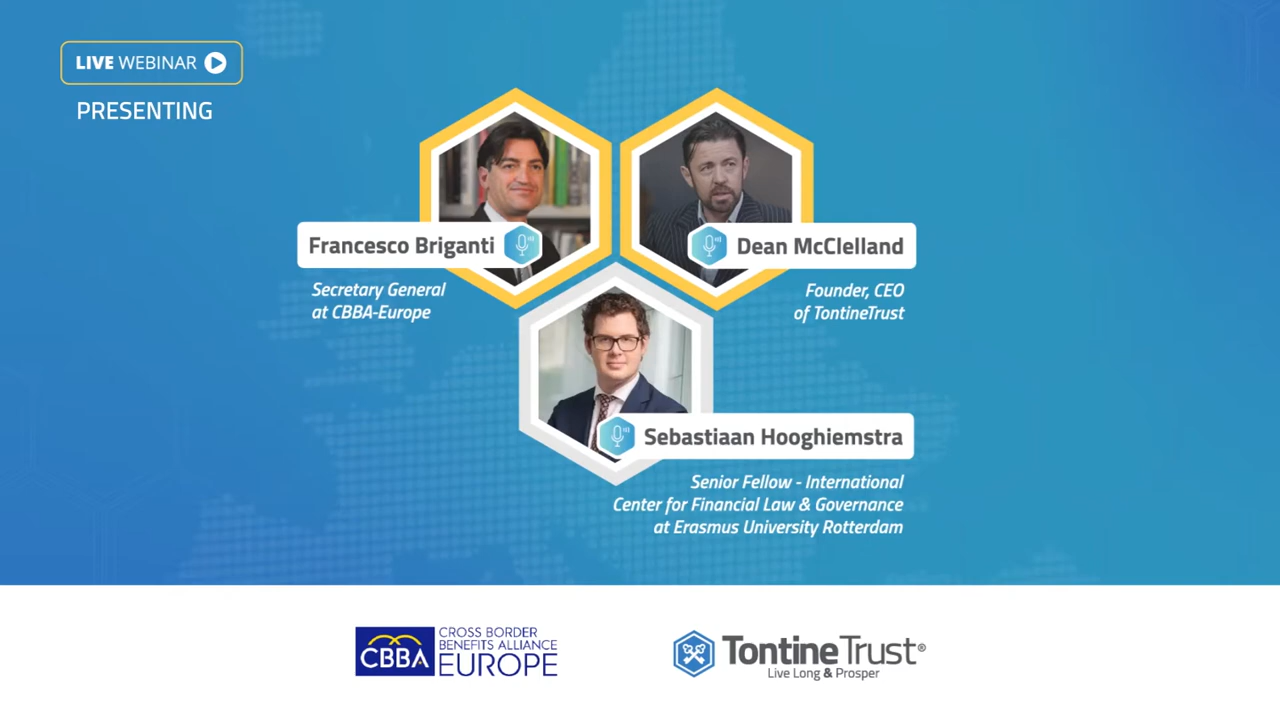 LIVE WEBINAR
PRESENTING
Francesco Briganti
Secretary General
at CBBA-Europe
Dean McClelland
Founder, CEO
of TontineTrust
Sebastiaan Hooghiemstra
Senior Fellow - International
Center for Financial Law & Governance
at Erasmus University Rotterdam
CBBA
CROSS BORDER
BENEFITS ALLIANCE
EUROPE
TontineTrust®
Live Long & Prosper